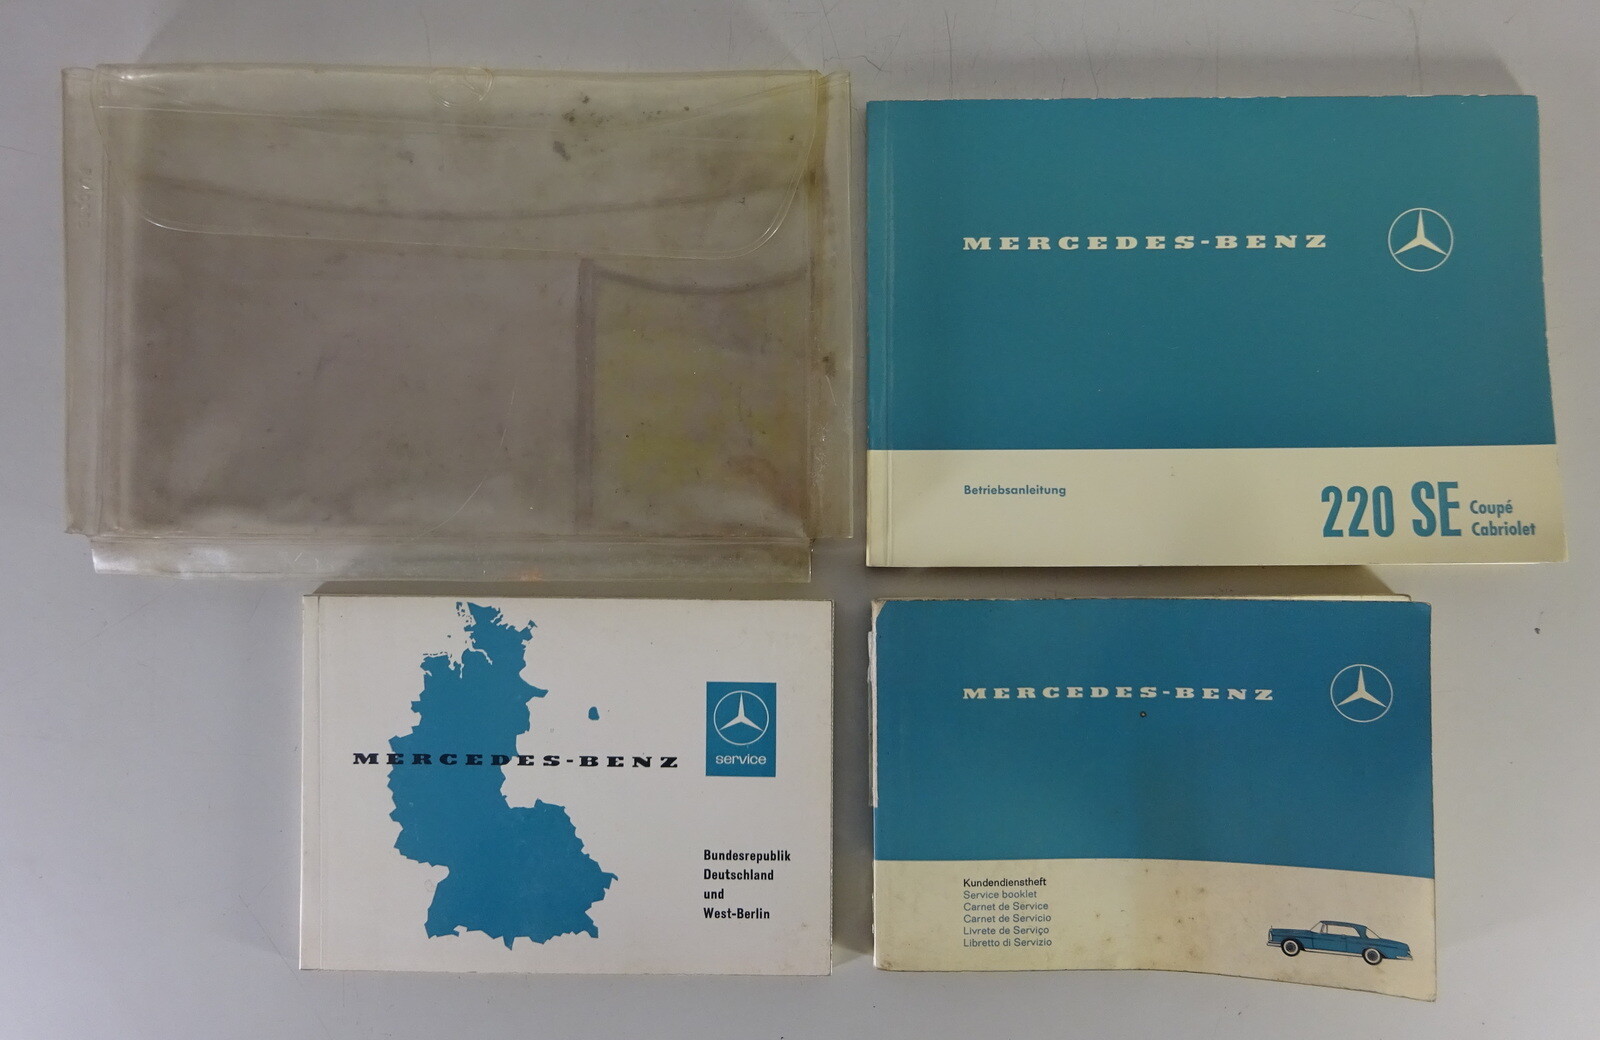 MERCEDES-BENZ
Betriebsanleitung
220 SE Coupé
Cabriolet
MERCEDES-BENZ
service
Bundesrepublik
Deutschland
und
West-Berlin
MERCEDES-BENZ
Kundendienstheft
Service booklet
Carnet de Service
Carnet de Servicio
Livrete de Serviço
Libretto di Servizio